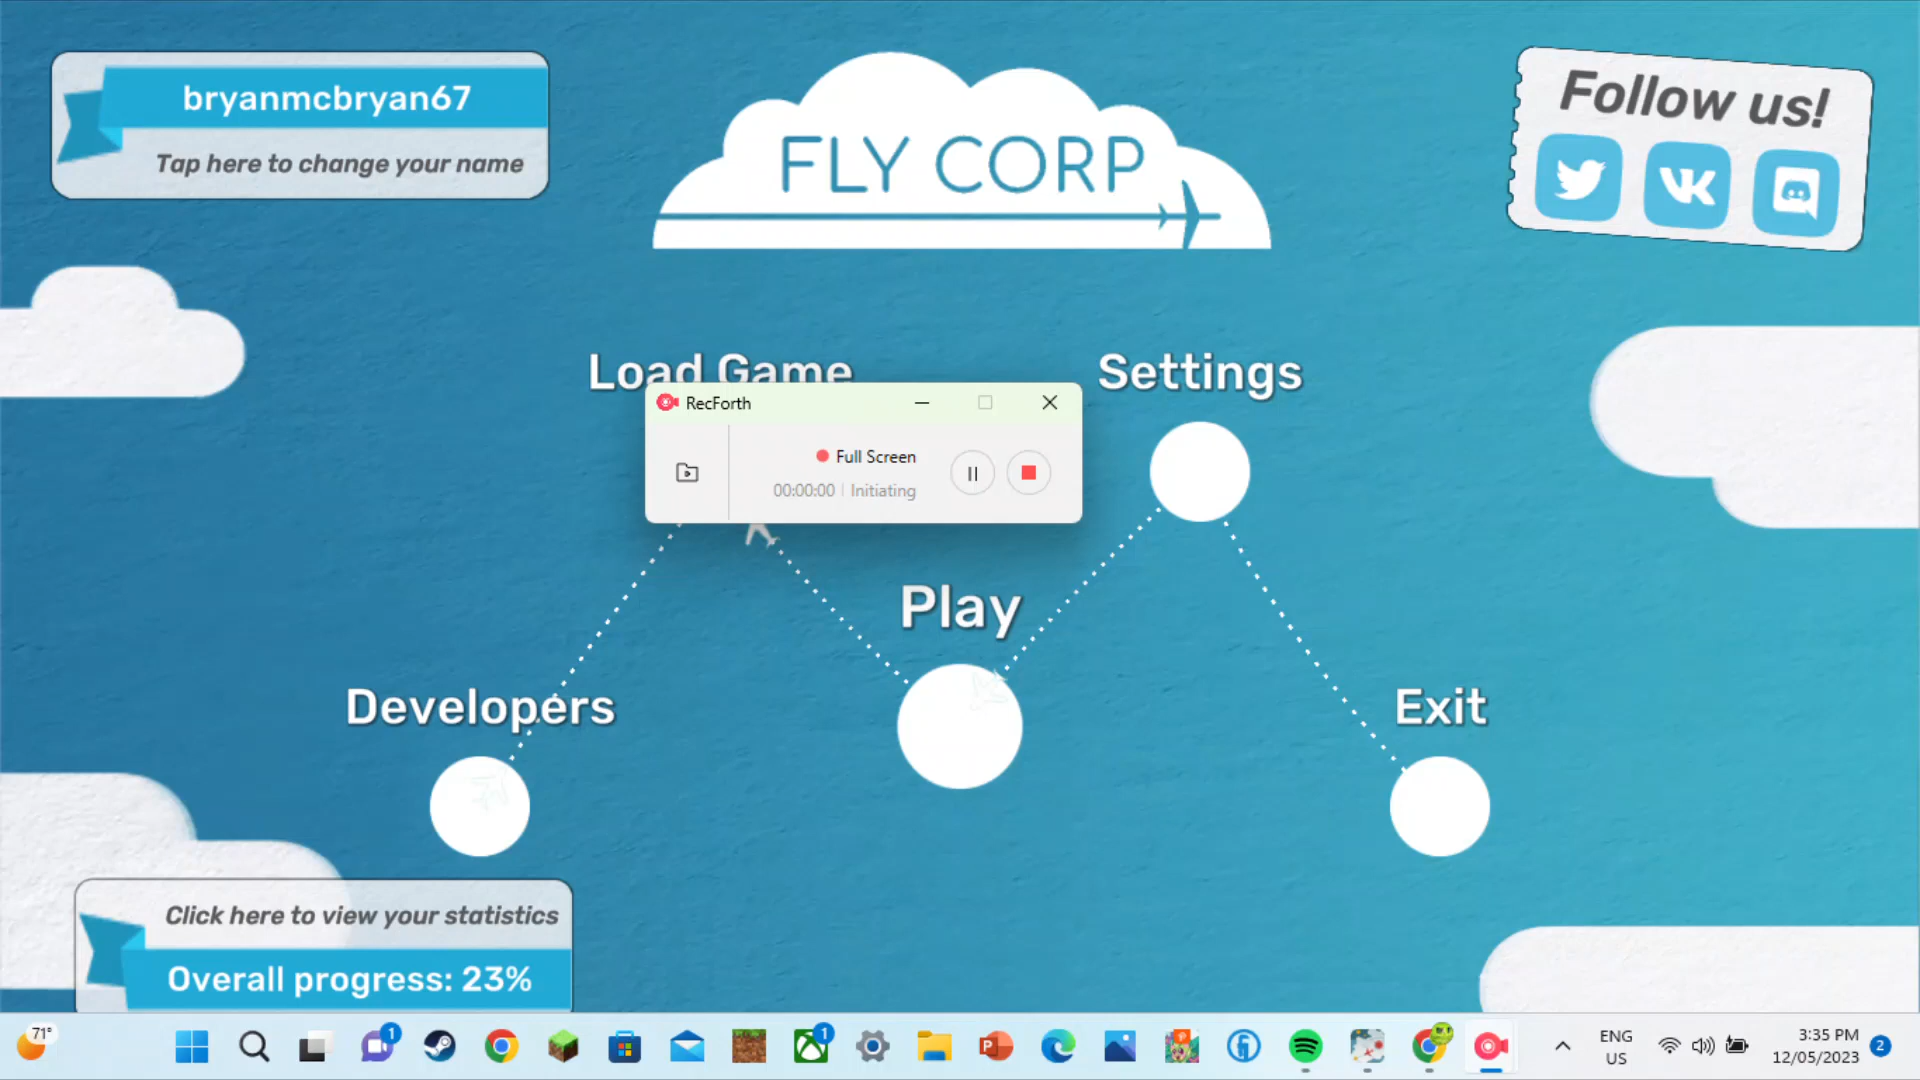 bryanmcbryan67
Tap here to change your name
FLY CORP
Follow us!
Load Game
Settings
RecForth
Full Screen
00:00:00 | Initiating
Play
Developers
Exit
Click here to view your statistics
Overall progress: 23%
71°
1
1
ENG
US
3:35 PM
12/05/2023
2